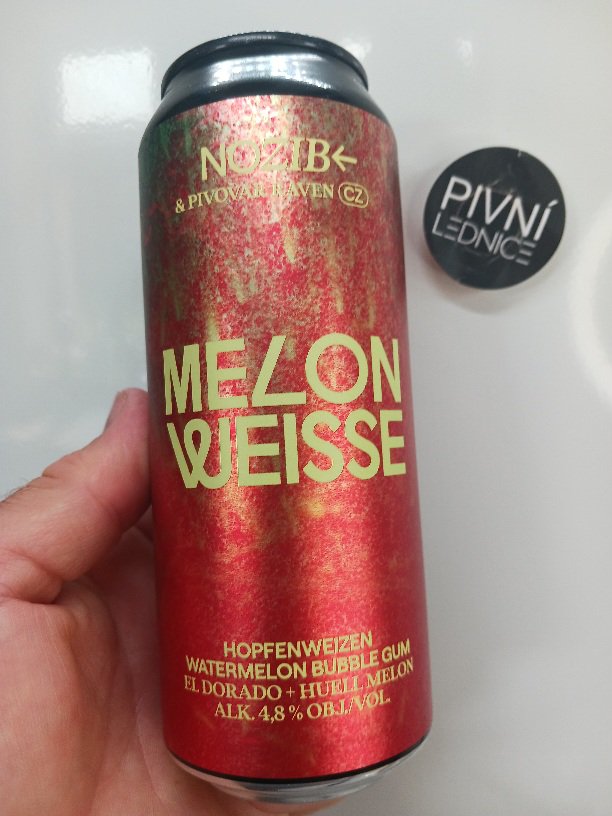 NOZIB←
& PIVOVAR RAVEN CZ
MELON
WEISSE
HOPFENWEIZEN
WATERMELON BUBBLE GUM
EL DORADO + HUELL MELON
ALK. 4,8 % OBJ./VOL.
PIVNÍ
LEDNICE